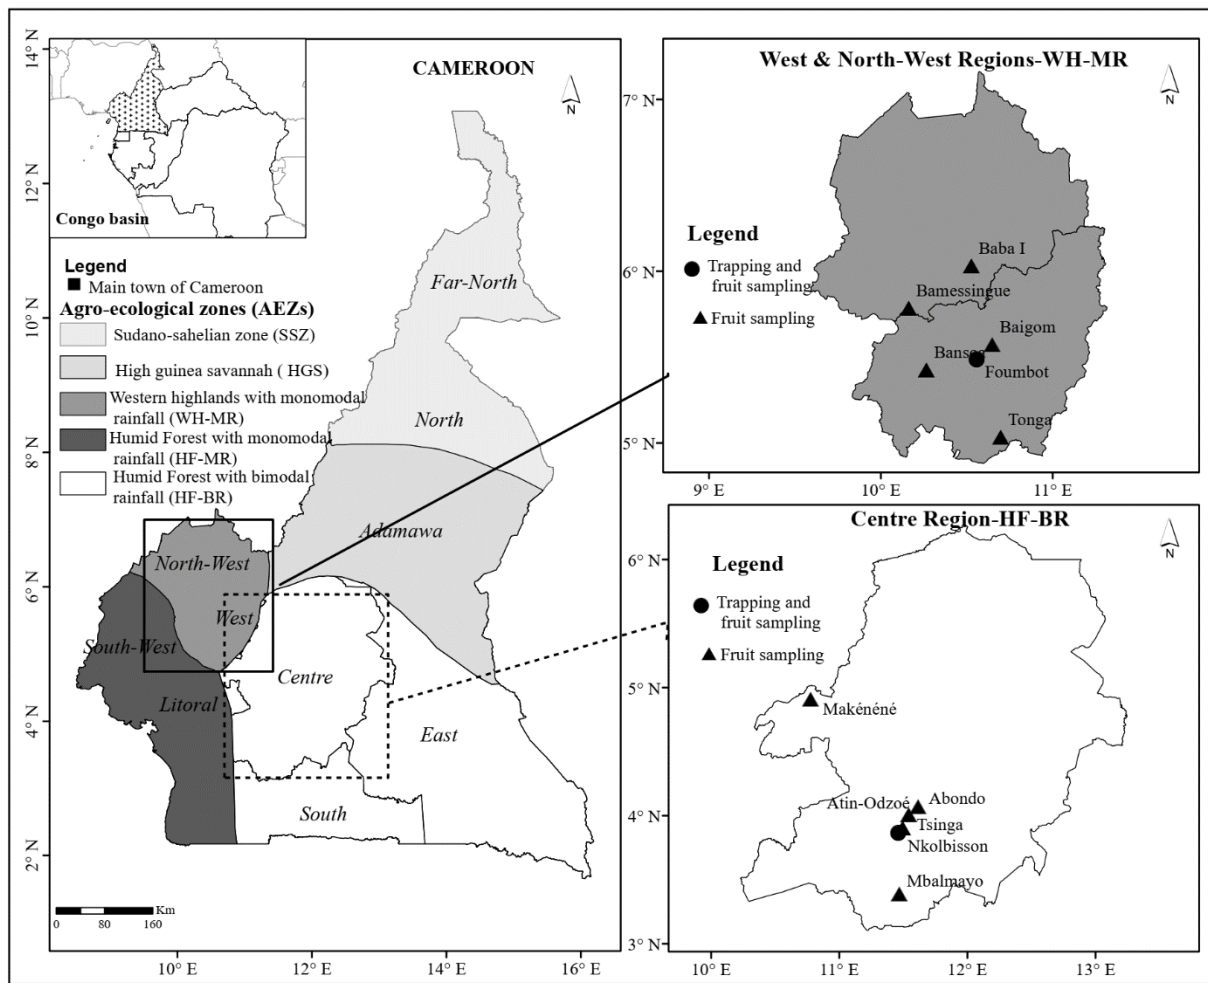 CAMEROON
N
14° N
12° N
10° N
8° N
6° N
4° N
2° N
Congo basin
Legend
Main town of Cameroon
Agro-ecological zones (AEZs)
Sudano-sahelian zone (SSZ)
High guinea savannah ( HGS)
Western highlands with monomodal
rainfall (WH-MR)
Humid Forest with monomodal
rainfall (HF-MR)
Humid Forest with bimodal
rainfall (HF-BR)
Far-North
North
Adamawa
North-West
West
South-West
Centre
Litoral
East
South
Km
0 80 160
10° E 12° E 14° E 16° E
West & North-West Regions-WH-MR
N
7° N
6° N
5° N
Legend
Trapping and
fruit sampling
Fruit sampling
Baba I
Bamessingue
Baigom
Foumbot
Tonga
9° E 10° E 11° E
Centre Region-HF-BR
N
6° N
5° N
4° N
3° N
Legend
Trapping and
fruit sampling
Fruit sampling
Makénéné
Atin-Odzoé
Abondo
Tsinga
Nkolbisson
Mbalmayo
10° E 11° E 12° E 13° E